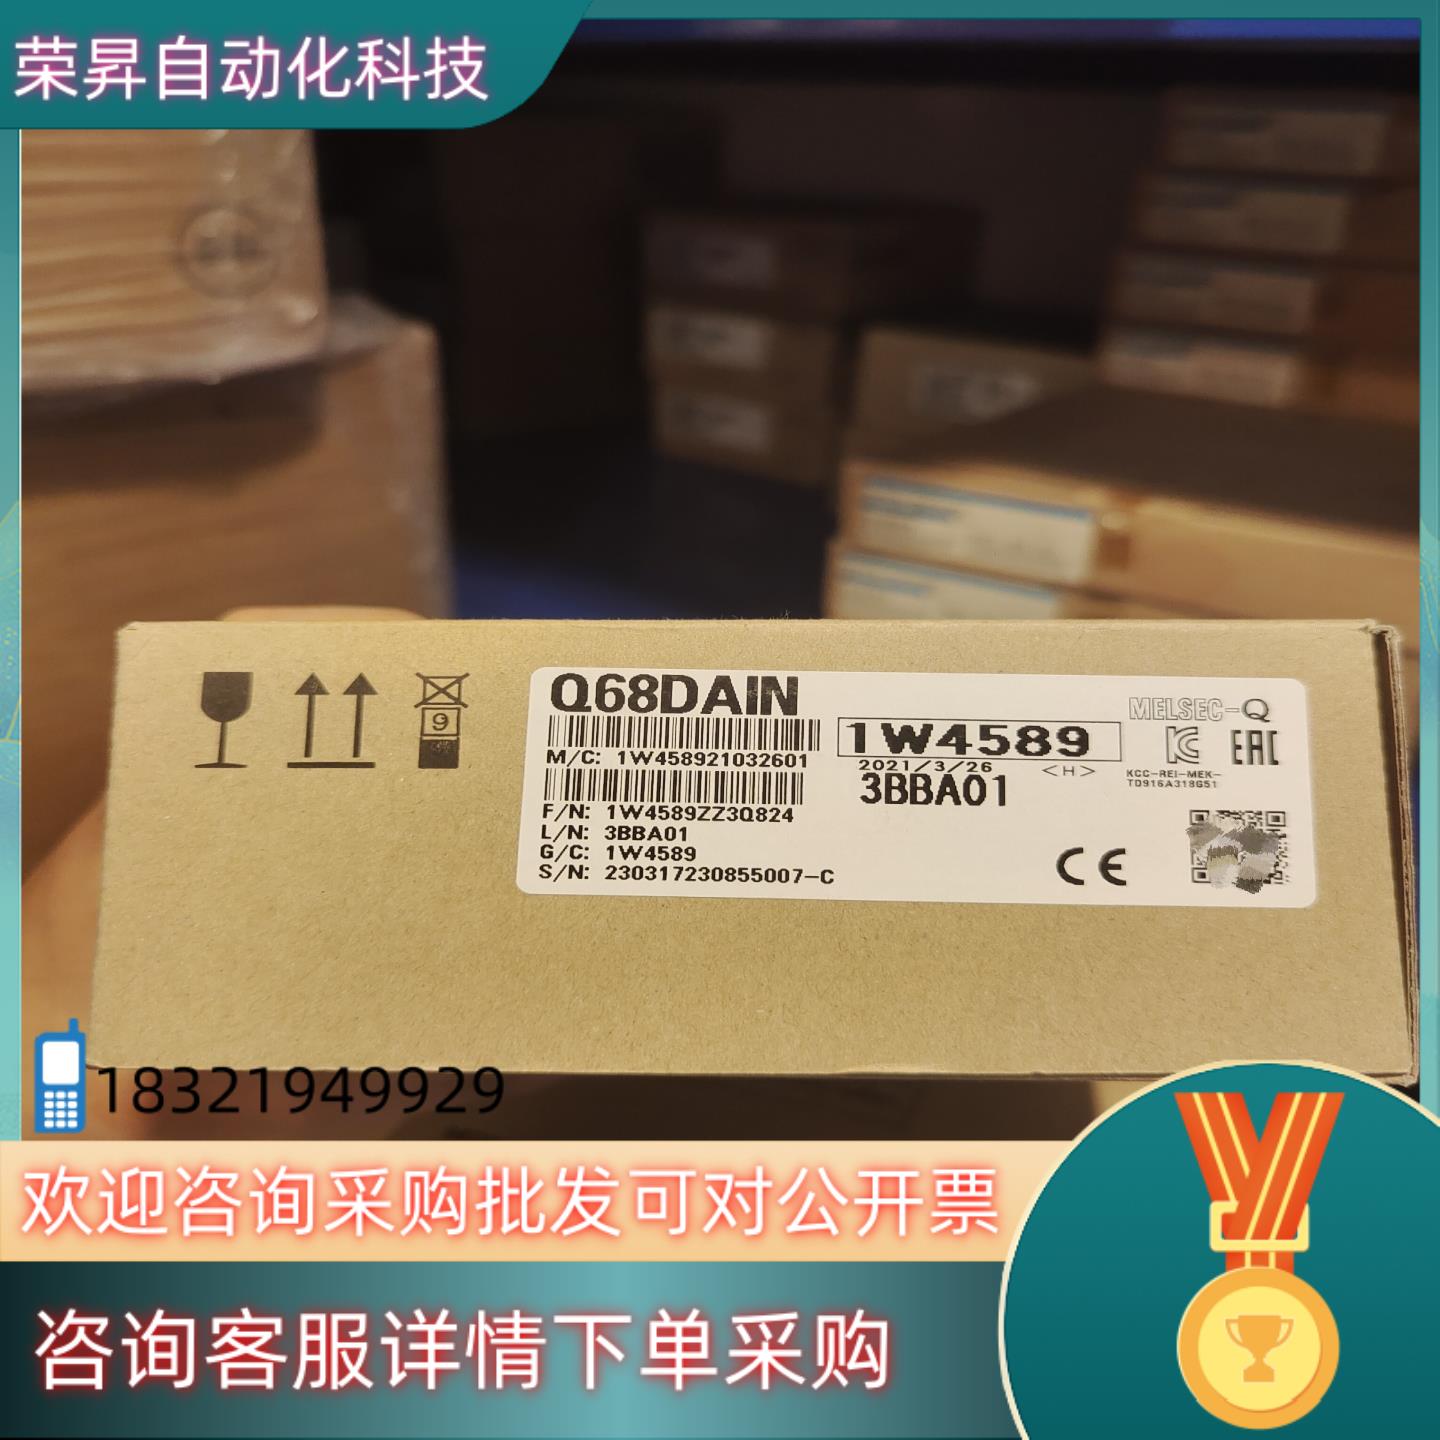 荣昇自动化科技
9
Q68DAIN
M/C: 1W458921032601
F/N: 1W4589ZZ3Q824
L/N: 3BBA01
G/C: 1W4589
S/N: 230317230855007-C
1W4589
2021/3/26
<H>
3BBA01
MELSEC-Q
EAC
KCC-REI-MEK-
TD916A318G51
CE
18321949929
欢迎咨询采购批发可对公开票
咨询客服详情下单采购